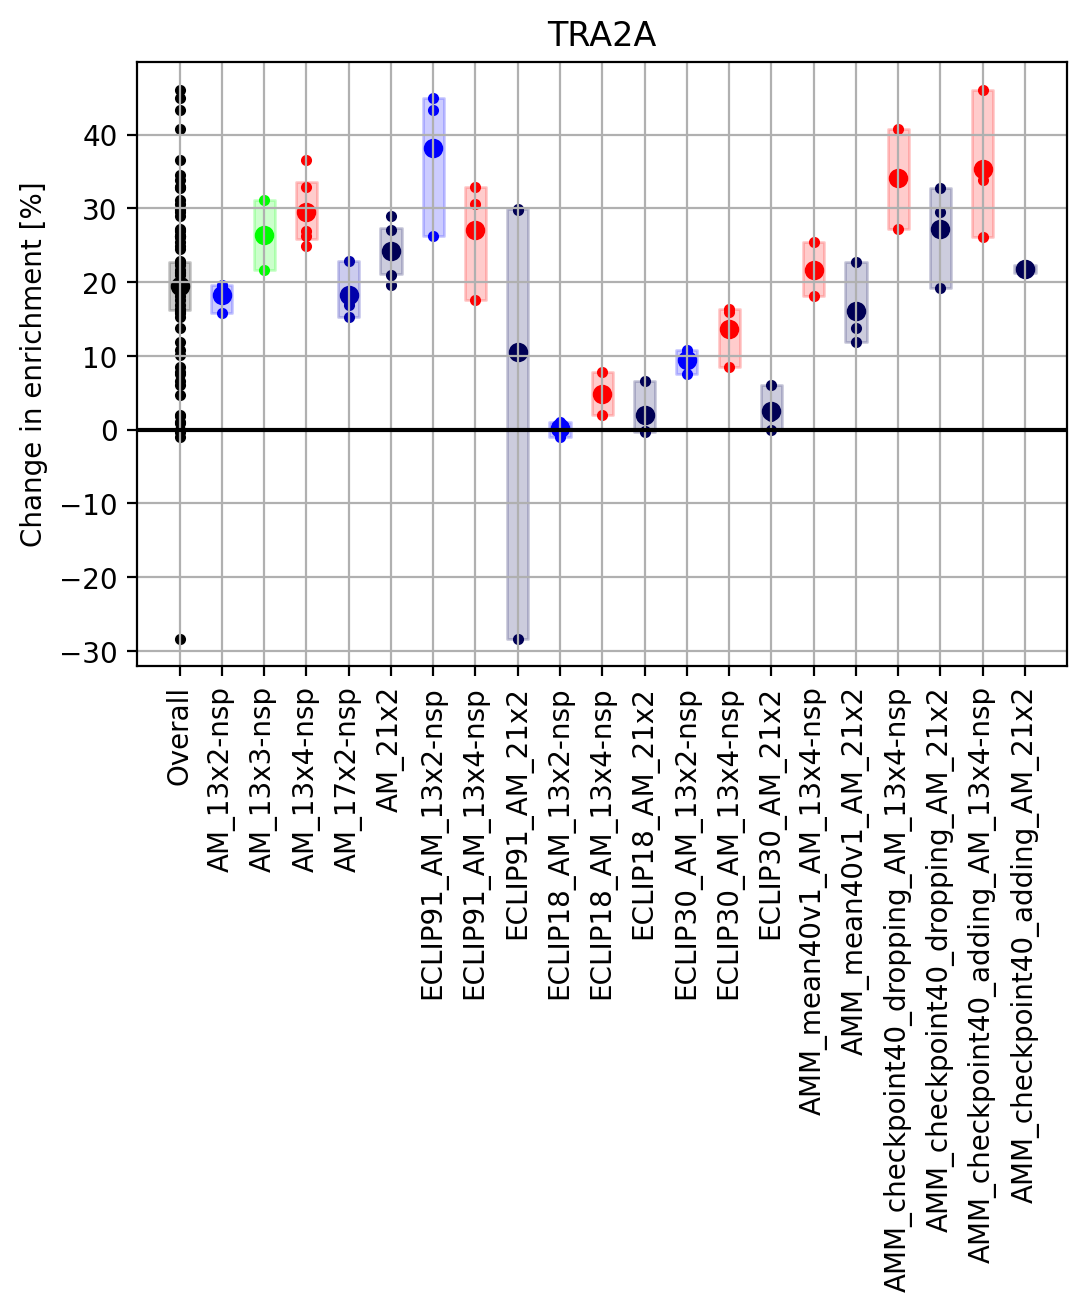 TRA2A
Change in enrichment [%]
40
30
20
10
0
−10
−20
−30
Overall
AM_13x2-nsp
AM_13x3-nsp
AM_13x4-nsp
AM_17x2-nsp
AM_21x2
ECLIP91_AM_13x2-nsp
ECLIP91_AM_13x4-nsp
ECLIP91_AM_21x2
ECLIP18_AM_13x2-nsp
ECLIP18_AM_13x4-nsp
ECLIP18_AM_21x2
ECLIP30_AM_13x2-nsp
ECLIP30_AM_13x4-nsp
ECLIP30_AM_21x2
AMM_mean40v1_AM_13x4-nsp
AMM_mean40v1_AM_21x2
AMM_checkpoint40_dropping_AM_13x4-nsp
AMM_checkpoint40_dropping_AM_21x2
AMM_checkpoint40_adding_AM_13x4-nsp
AMM_checkpoint40_adding_AM_21x2